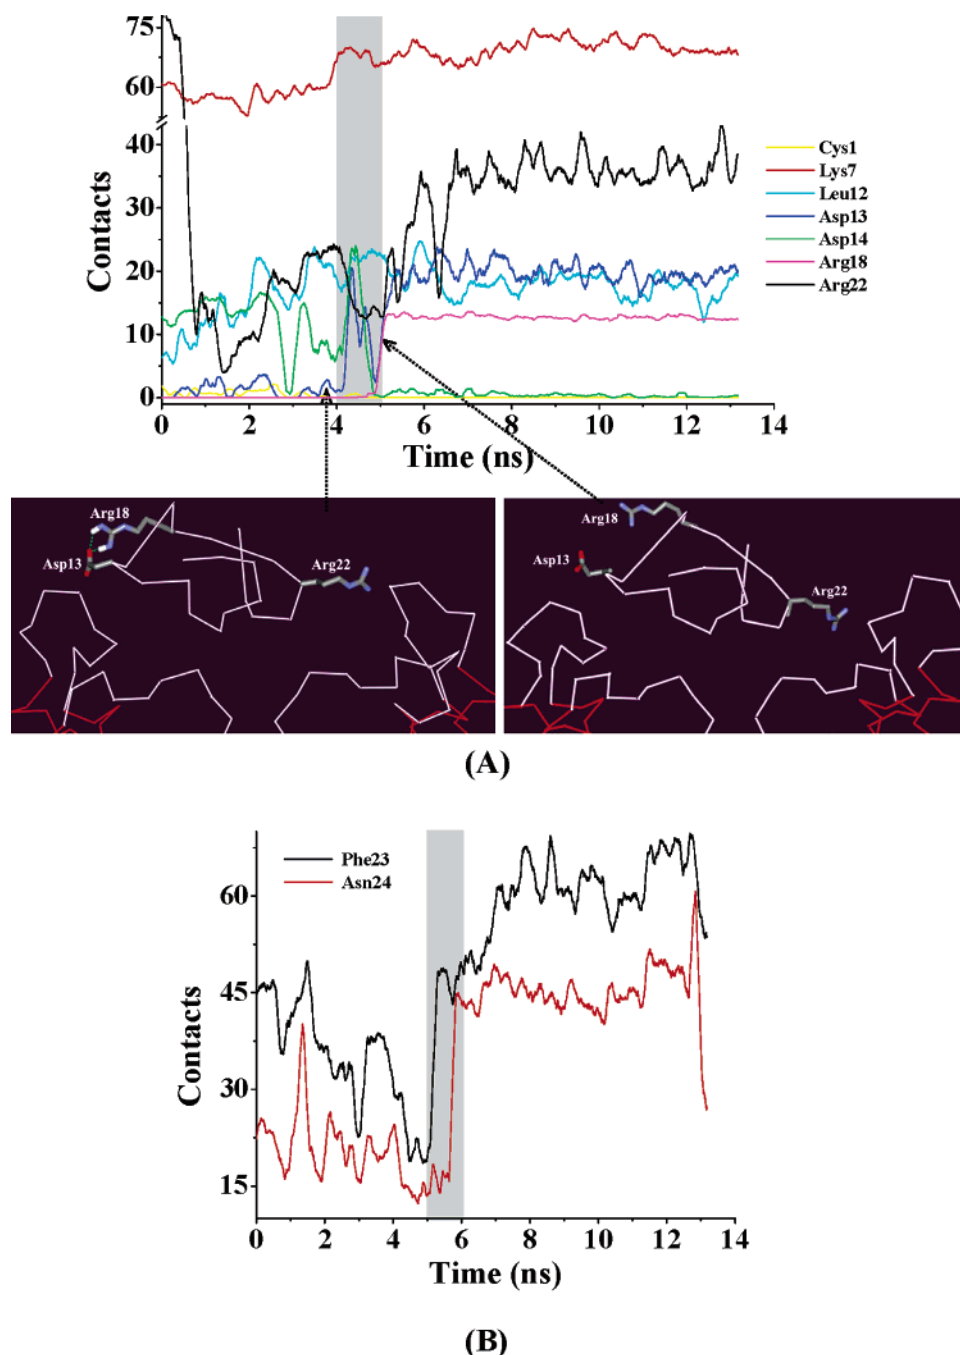 75
60
40
30
20
10
0
Contacts
Cys1
Lys7
Leu12
Asp13
Asp14
Arg18
Arg22
0 2 4 6 8 10 12 14
Time (ns)
Arg18
Asp13
Arg22
Arg18
Asp13
Arg22
(A)
60
45
30
15
Contacts
Phe23
Asn24
0 2 4 6 8 10 12 14
Time (ns)
(B)